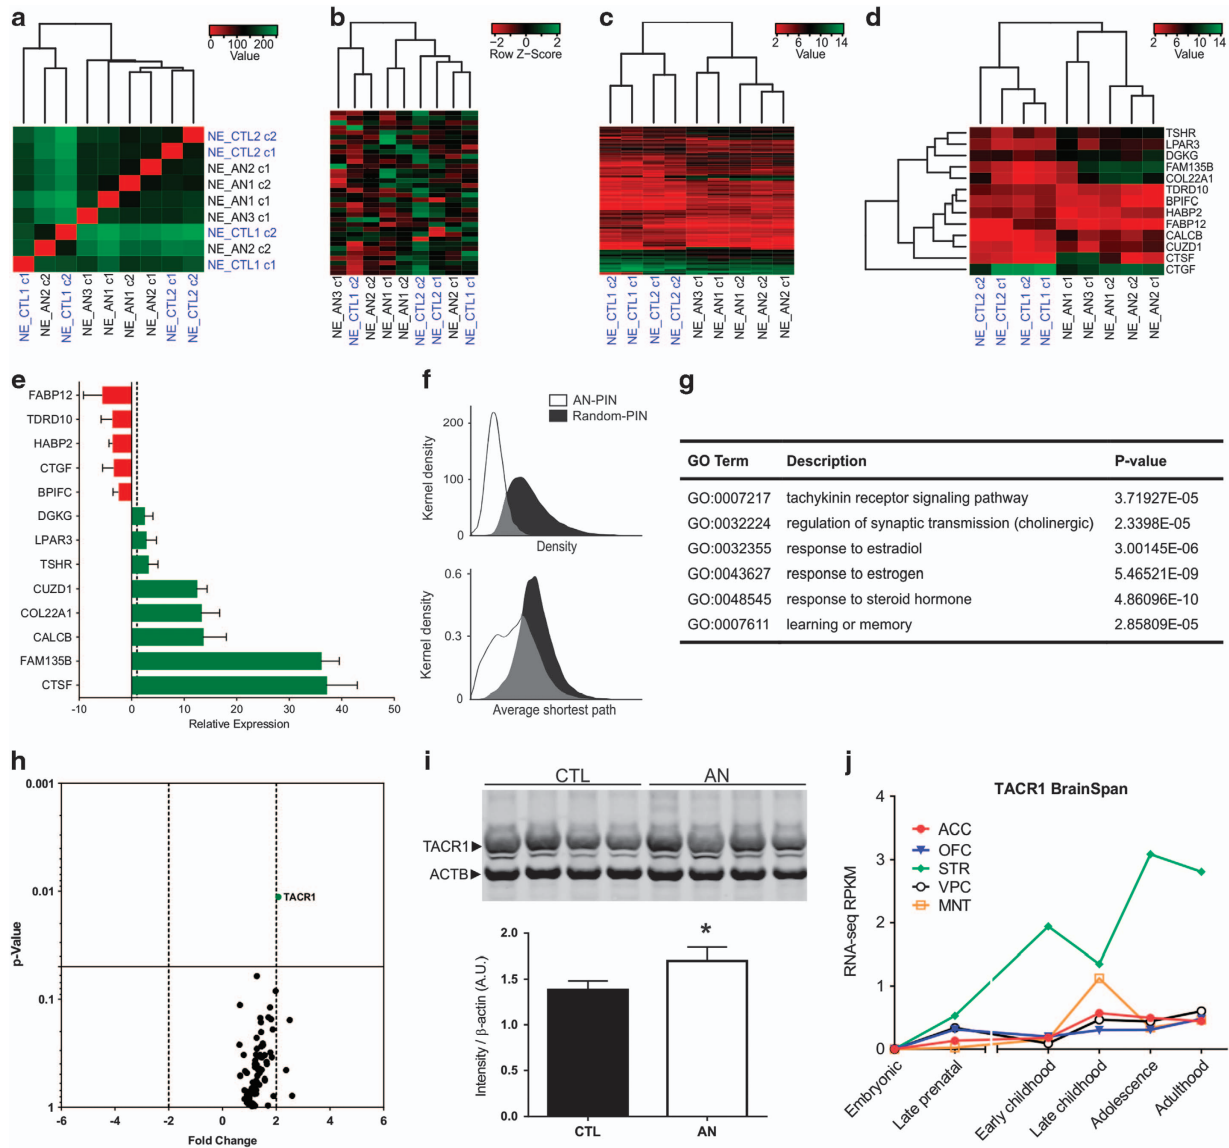 a
0 100 200
Value
NE_CTL2 c2
NE_CTL2 c1
NE_AN2 c1
NE_AN1 c2
NE_AN1 c1
NE_AN3 c1
NE_CTL1 c2
NE_AN2 c2
NE_CTL1 c1
NE_CTL1 c1
NE_AN2 c2
NE_CTL1 c2
NE_AN3 c1
NE_AN1 c1
NE_AN1 c2
NE_AN2 c1
NE_CTL2 c1
NE_CTL2 c2
b
−2 0 2
Row Z−Score
NE_AN3 c1
NE_CTL1 c2
NE_AN2 c2
NE_AN1 c1
NE_AN1 c2
NE_CTL2 c2
NE_CTL2 c1
NE_AN2 c1
NE_CTL1 c1
c
2 6 10 14
Value
NE_CTL1 c2
NE_CTL1 c1
NE_CTL2 c1
NE_CTL2 c2
NE_AN3 c1
NE_AN1 c1
NE_AN1 c2
NE_AN2 c2
NE_AN2 c1
d
2 6 10 14
Value
TSHR
LPAR3
DGKG
FAM135B
COL22A1
TDRD10
BPIFC
HABP2
FABP12
CALCB
CUZD1
CTSF
CTGF
NE_CTL2 c2
NE_CTL2 c1
NE_CTL1 c2
NE_CTL1 c1
NE_AN1 c1
NE_AN3 c1
NE_AN1 c2
NE_AN2 c2
NE_AN2 c1
e
FABP12
TDRD10
HABP2
CTGF
BPIFC
DGKG
LPAR3
TSHR
CUZD1
COL22A1
CALCB
FAM135B
CTSF
-10 0 10 20 30 40 50
Relative Expression
f
AN-PIN
Random-PIN
Kernel density
200
100
0
Density
Kernel density
0.6
0.3
0
Average shortest path
g
GO Term Description P-value
GO:0007217 tachykinin receptor signaling pathway 3.71927E-05
GO:0032224 regulation of synaptic transmission (cholinergic) 2.3398E-05
GO:0032355 response to estradiol 3.00145E-06
GO:0043627 response to estrogen 5.46521E-09
GO:0048545 response to steroid hormone 4.86096E-10
GO:0007611 learning or memory 2.85809E-05
h
p-Value
0.001
0.01
0.1
1
TACR1
-6 -4 -2 0 2 4 6
Fold Change
i
CTL AN
TACR1
ACTB
Intensity / β-actin (A.U.)
2.0
1.5
1.0
0.5
0.0
*
CTL AN
j
TACR1 BrainSpan
RNA-seq RPKM
4
3
2
1
0
ACC
OFC
STR
VPC
MNT
Embryonic
Late prenatal
Early childhood
Late childhood
Adolescence
Adulthood